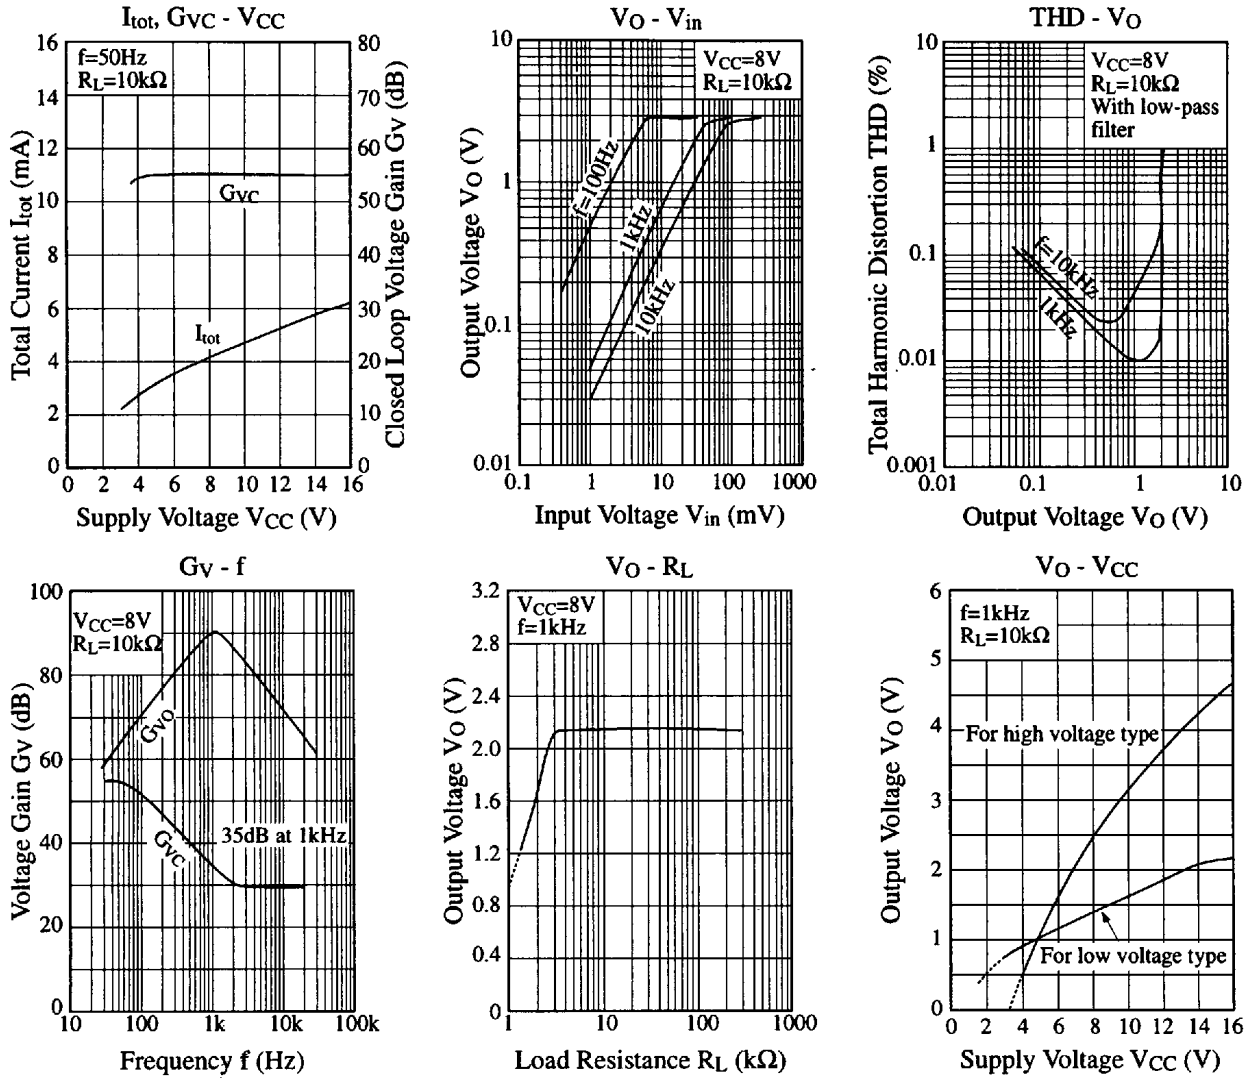 Itot, GVC - VCC
16
14
12
10
8
6
4
2
0
80
70
60
50
40
30
20
10
0
f=50Hz
RL=10kΩ
GVC
Itot
Total Current Itot (mA)
Closed Loop Voltage Gain Gv (dB)
0 2 4 6 8 10 12 14 16
Supply Voltage VCC (V)
VO - Vin
10
1
0.1
0.01
VCC=8V
RL=10kΩ
f=100Hz
1kHz
10kHz
Output Voltage VO (V)
0.1 1 10 100 1000
Input Voltage Vin (mV)
THD - VO
10
1
0.1
0.01
0.001
VCC=8V
RL=10kΩ
With low-pass
filter
f=10kHz
1kHz
Total Harmonic Distortion THD (%)
0.01 0.1 1 10
Output Voltage VO (V)
GV - f
100
80
60
40
20
0
VCC=8V
RL=10kΩ
GVO
GVC
35dB at 1kHz
Voltage Gain GV (dB)
10 100 1k 10k 100k
Frequency f (Hz)
VO - RL
3.2
2.8
2.4
2.0
1.6
1.2
0.8
0.4
0
VCC=8V
f=1kHz
Output Voltage VO (V)
1 10 100 1000
Load Resistance RL (kΩ)
VO - VCC
6
5
4
3
2
1
0
f=1kHz
RL=10kΩ
For high voltage type
For low voltage type
Output Voltage VO (V)
0 2 4 6 8 10 12 14 16
Supply Voltage VCC (V)